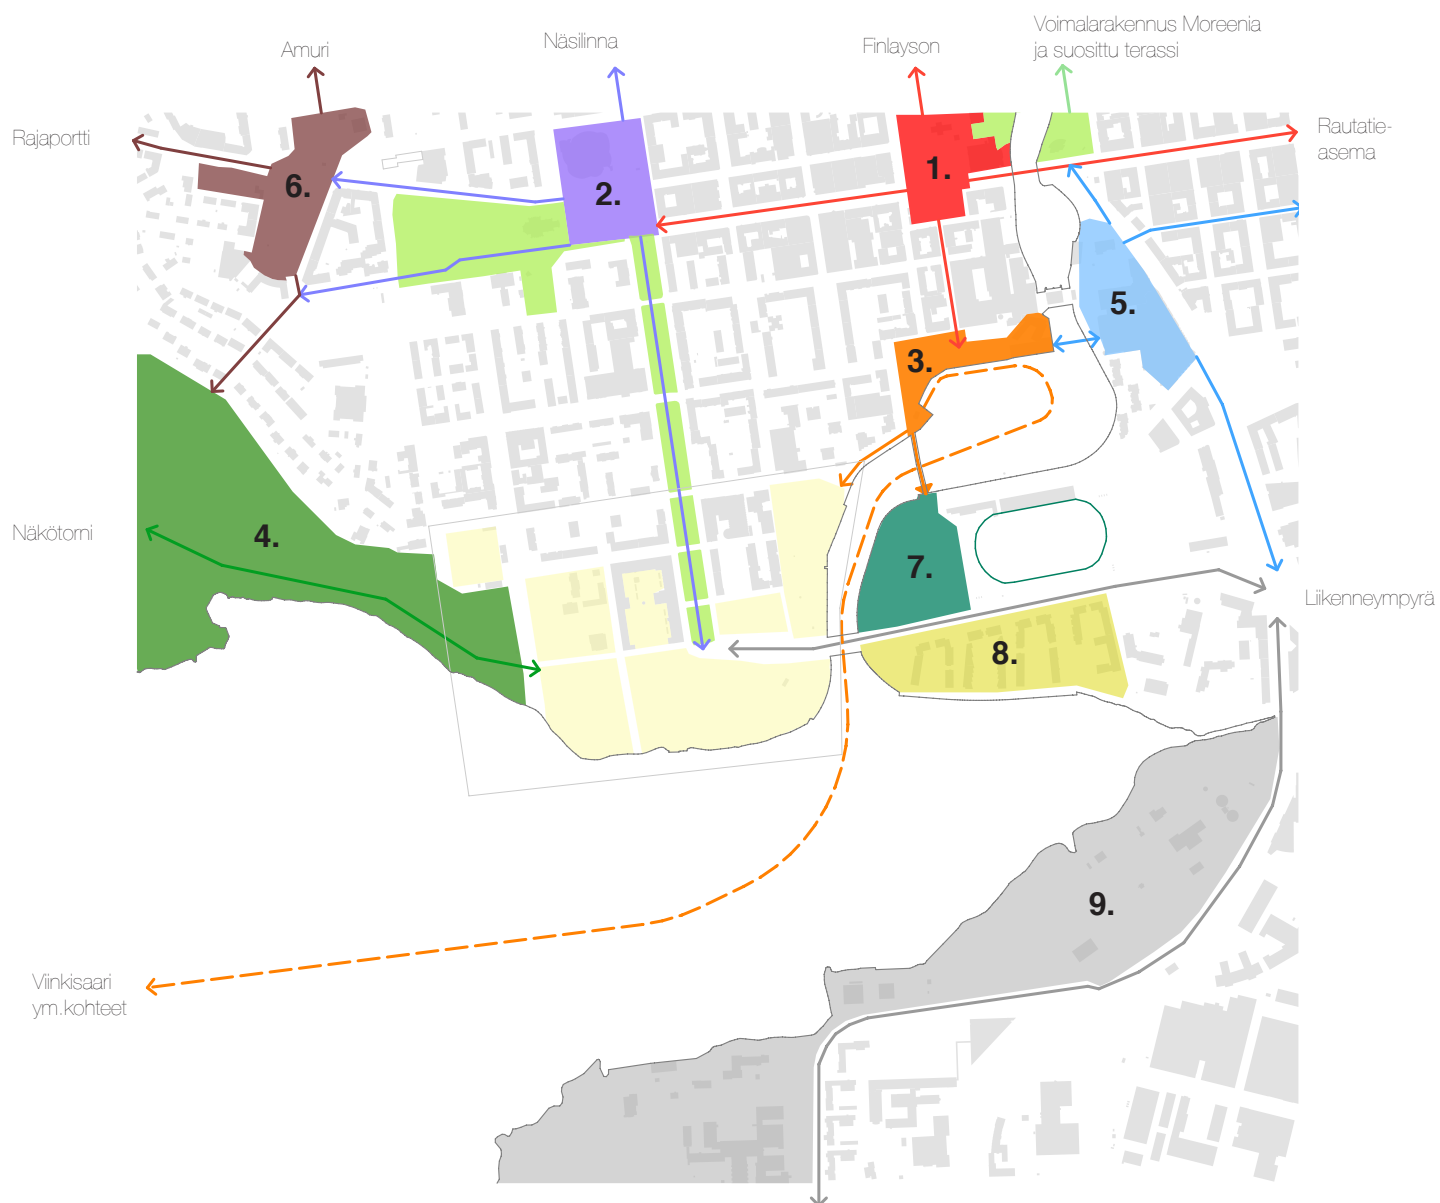 Voimalarakennus Moreenia
ja suosittu terassi
Amuri
Näsilinna
Finlayson
Rajaportti
Rautatie-
asema
1.
2.
6.
5.
3.
Näkötorni
4.
7.
Liikenneympyrä
8.
9.
Viinkisaari
ym.kohteet